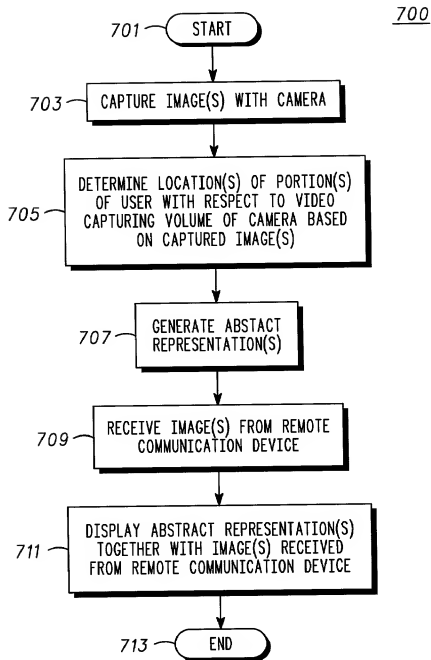 700
701
START
703
CAPTURE IMAGE(S) WITH CAMERA
705
DETERMINE LOCATION(S) OF PORTION(S)
OF USER WITH RESPECT TO VIDEO
CAPTURING VOLUME OF CAMERA BASED
ON CAPTURED IMAGE(S)
707
GENERATE ABSTACT
REPRESENTATION(S)
709
RECEIVE IMAGE(S) FROM REMOTE
COMMUNICATION DEVICE
711
DISPLAY ABSTRACT REPRESENTATION(S)
TOGETHER WITH IMAGE(S) RECEIVED
FROM REMOTE COMMUNICATION DEVICE
713
END